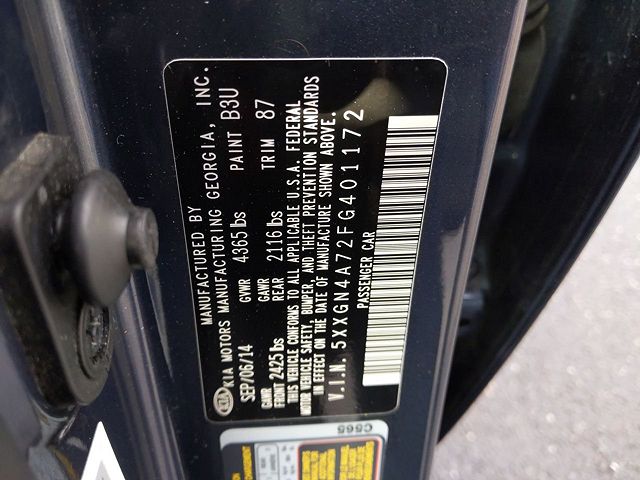 MANUFACTURED BY
KIA KIA MOTORS MANUFACTURING GEORGIA, INC.
SEP/06/14 GVWR 4365 lbs PAINT B3U
GAWR FRONT 2425 lbs GAWR REAR 2116 lbs TRIM 87
THIS VEHICLE CONFORMS TO ALL APPLICABLE U.S.A. FEDERAL
MOTOR VEHICLE SAFETY, BUMPER, AND THEFT PREVENTION STANDARDS
IN EFFECT ON THE DATE OF MANUFACTURE SHOWN ABOVE.
V.I.N. 5XXGN4A72FG401172
PASSENGER CAR
C565